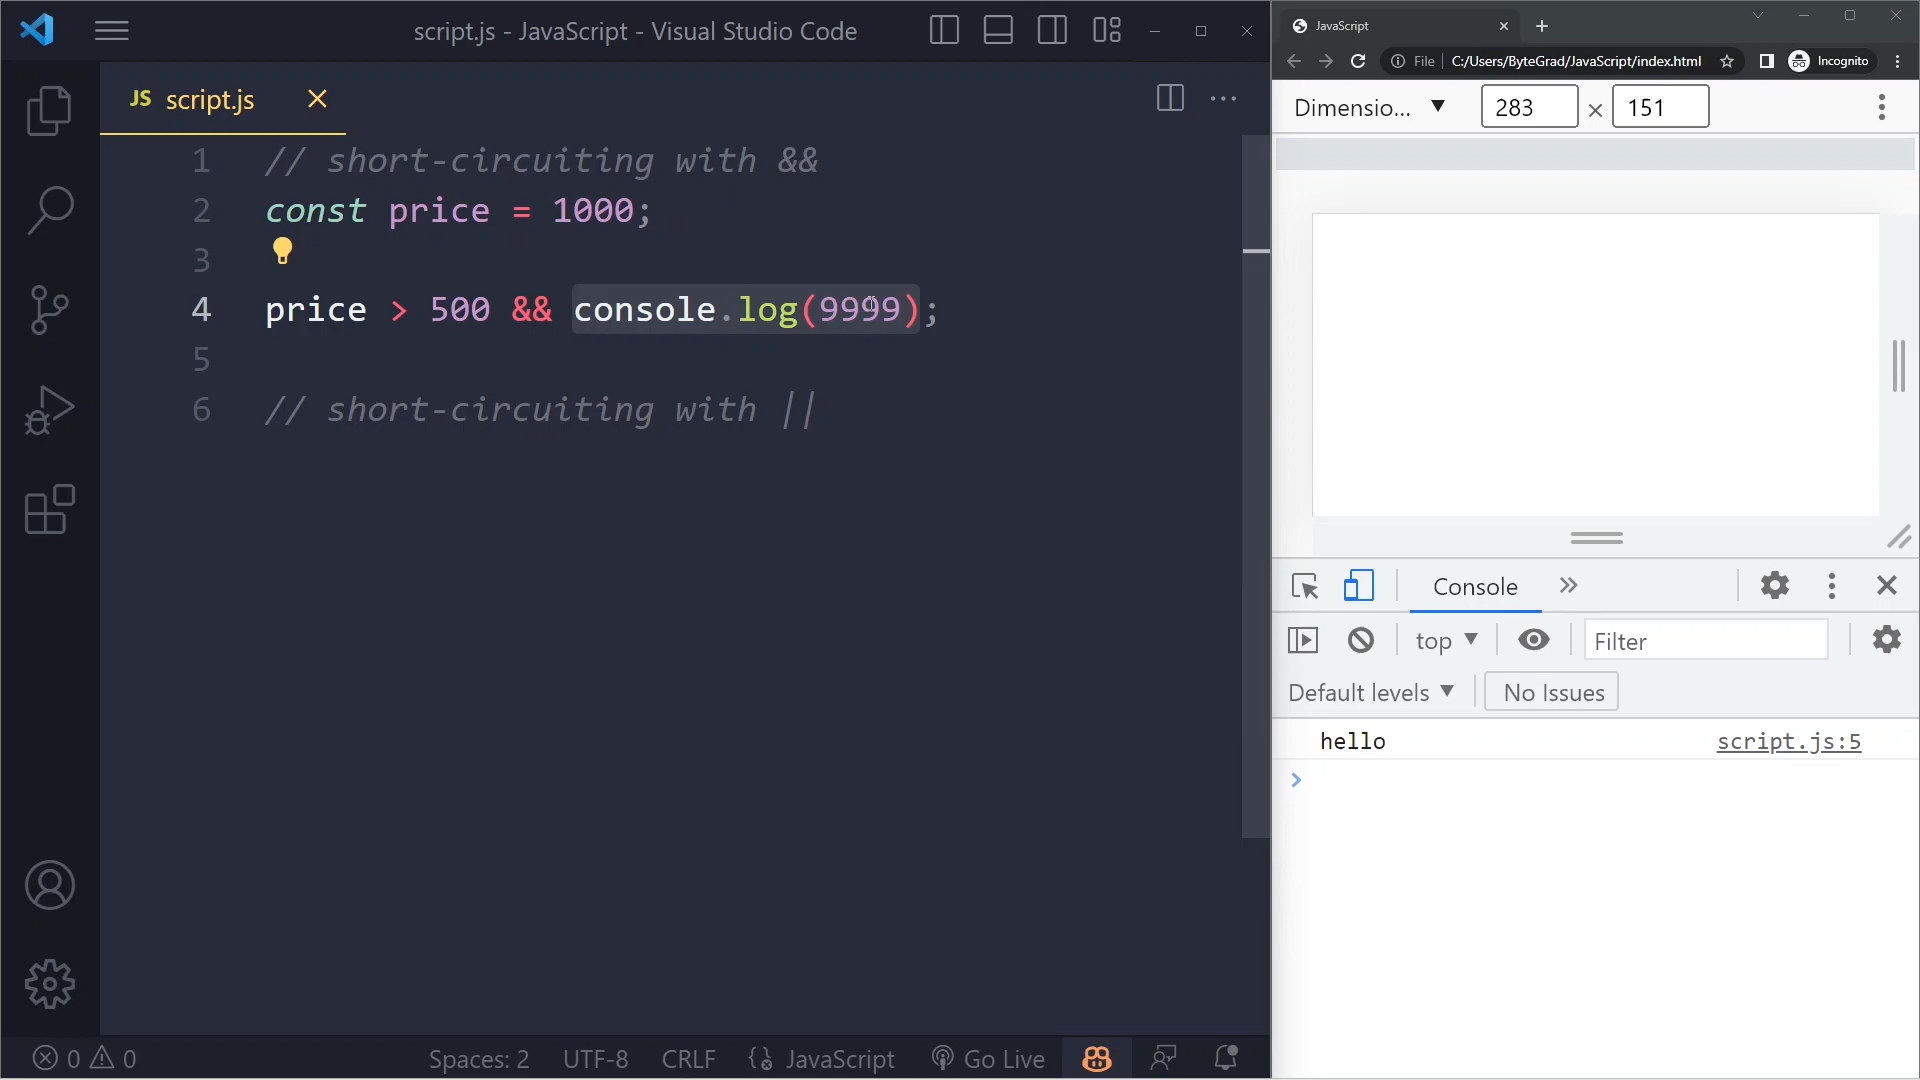 script.js - JavaScript - Visual Studio Code
JS script.js
1 // short-circuiting with &&
2 const price = 1000;
3
4 price > 500 && console.log(9999);
5
6 // short-circuiting with ||
0 0
Spaces: 2 UTF-8 CRLF JavaScript Go Live
JavaScript
File C:/Users/ByteGrad/JavaScript/index.html Incognito
Dimensio... 283 × 151
Console
top Filter
Default levels No Issues
hello script.js:5